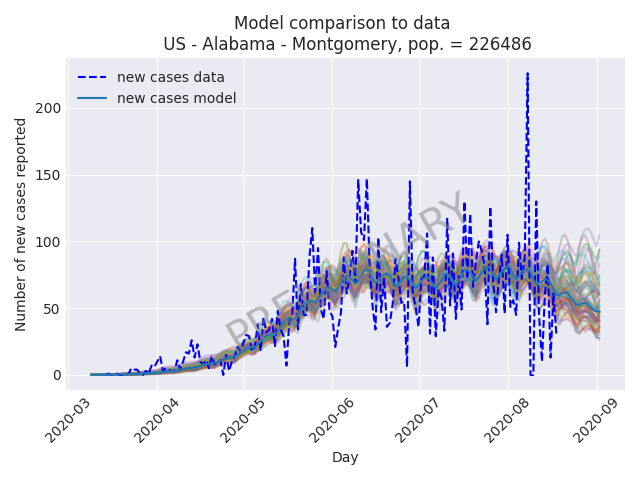 Model comparison to data
US - Alabama - Montgomery, pop. = 226486
new cases data
new cases model
PRELIMINARY
Number of new cases reported
200
150
100
50
0
2020-03
2020-04
2020-05
2020-06
2020-07
2020-08
2020-09
Day